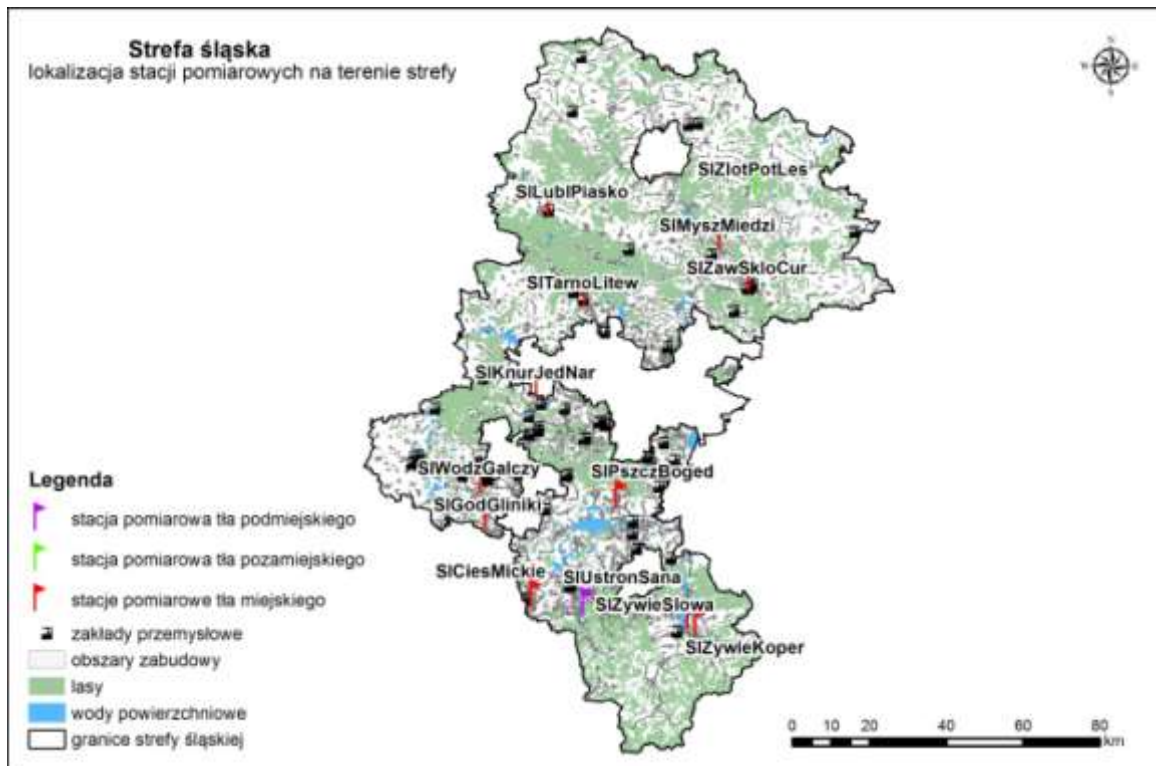 Strefa śląska
lokalizacja stacji pomiarowych na terenie strefy
N
W
S
SlZlotPotLes
SlLublPiasko
SlMyszMiedzi
SlZawSkloCur
SlTarnoLitew
SlKnurJedNar
SlWodzGalczy
SlPszczBoged
SlGodGliniki
SlCiesMickie
SlUstronSana
SlZywieSlowa
SlZywieKoper
Legenda
stacja pomiarowa tła podmiejskiego
stacja pomiarowa tła pozamiejskiego
stacje pomiarowe tła miejskiego
zakłady przemysłowe
obszary zabudowy
lasy
wody powierzchniowe
granice strefy śląskiej
0 10 20 40 60 80
km